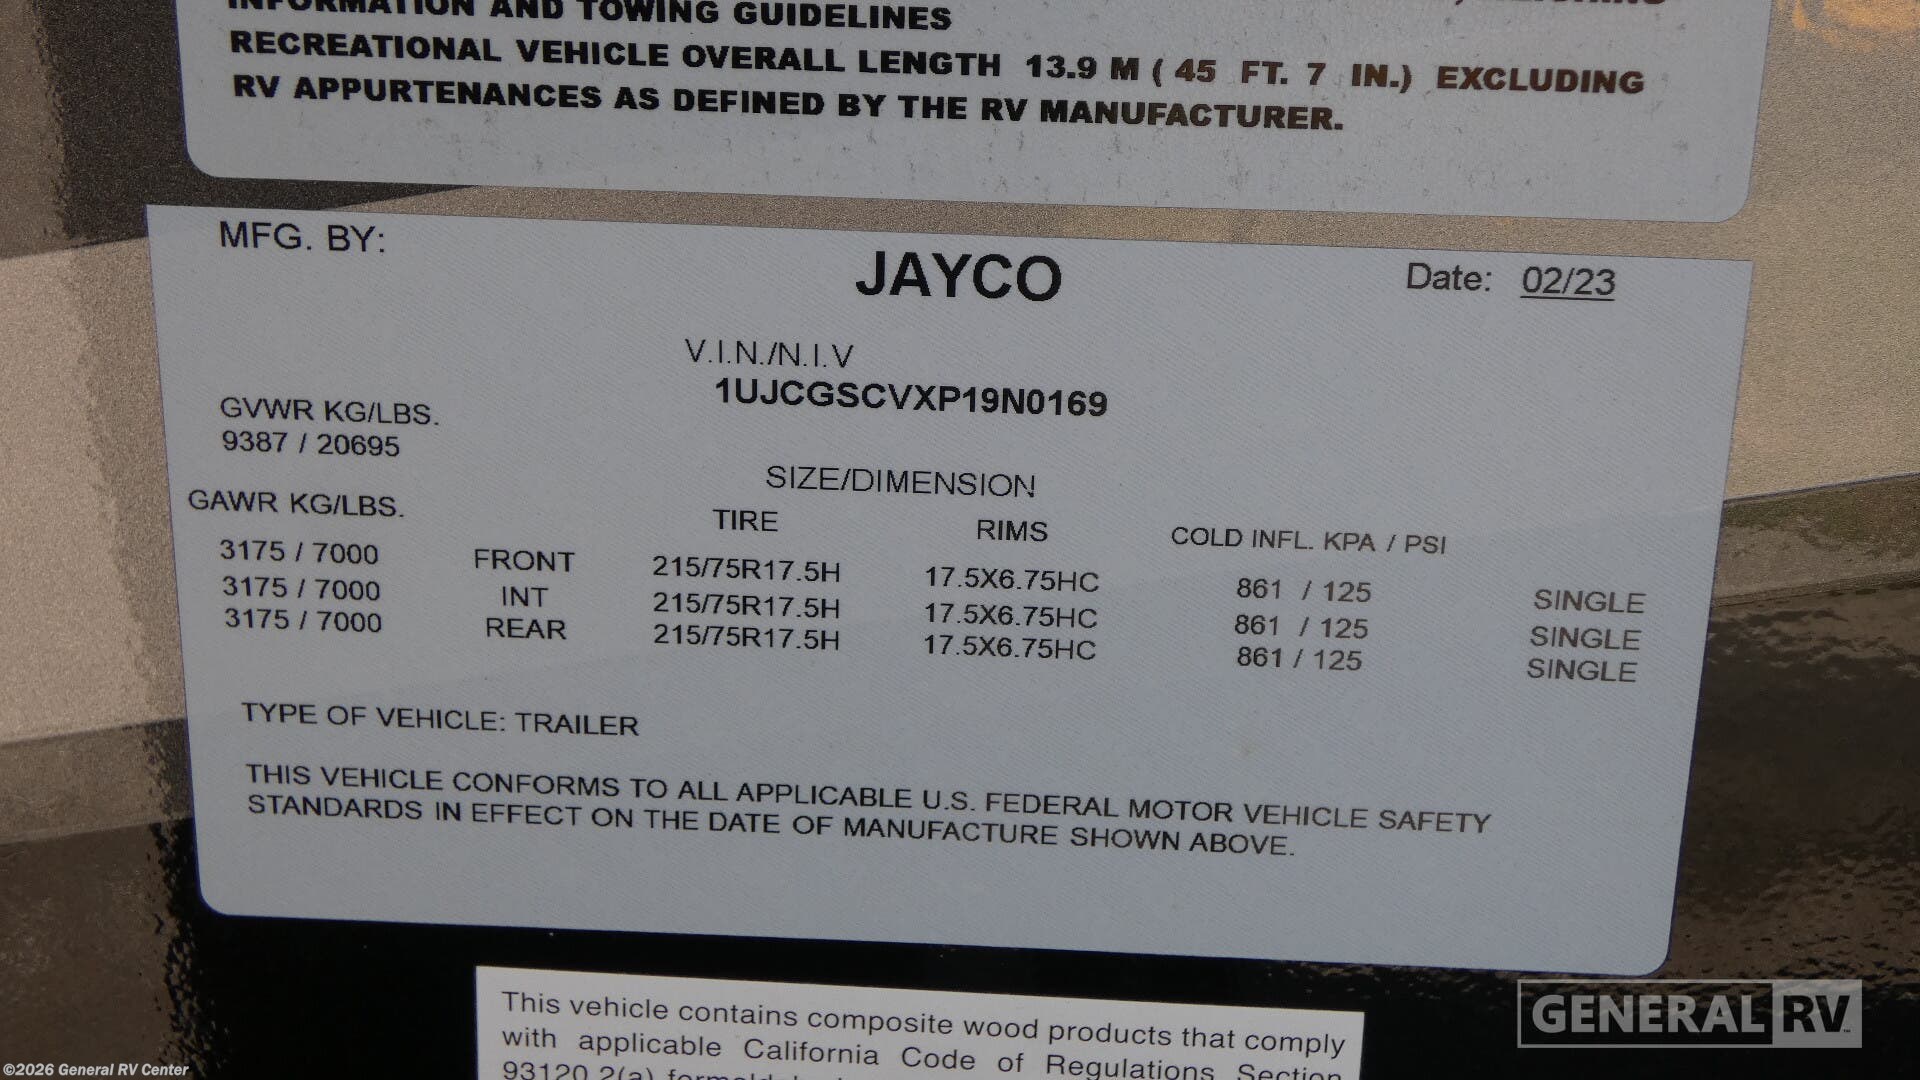 INFORMATION AND TOWING GUIDELINES
RECREATIONAL VEHICLE OVERALL LENGTH 13.9 M ( 45 FT. 7 IN.) EXCLUDING
RV APPURTENANCES AS DEFINED BY THE RV MANUFACTURER.
MFG. BY:
JAYCO
Date: 02/23
V.I.N./N.I.V
1UJCGSCVXP19N0169
GVWR KG/LBS.
9387 / 20695
SIZE/DIMENSION
GAWR KG/LBS.
TIRE RIMS COLD INFL. KPA / PSI
3175 / 7000 FRONT 215/75R17.5H 17.5X6.75HC 861 / 125 SINGLE
3175 / 7000 INT 215/75R17.5H 17.5X6.75HC 861 / 125 SINGLE
3175 / 7000 REAR 215/75R17.5H 17.5X6.75HC 861 / 125 SINGLE
TYPE OF VEHICLE: TRAILER
THIS VEHICLE CONFORMS TO ALL APPLICABLE U.S. FEDERAL MOTOR VEHICLE SAFETY
STANDARDS IN EFFECT ON THE DATE OF MANUFACTURE SHOWN ABOVE.
This vehicle contains composite wood products that comply
with applicable California Code of Regulations Section
93120.2(a)
GENERAL RV
©2026 General RV Center